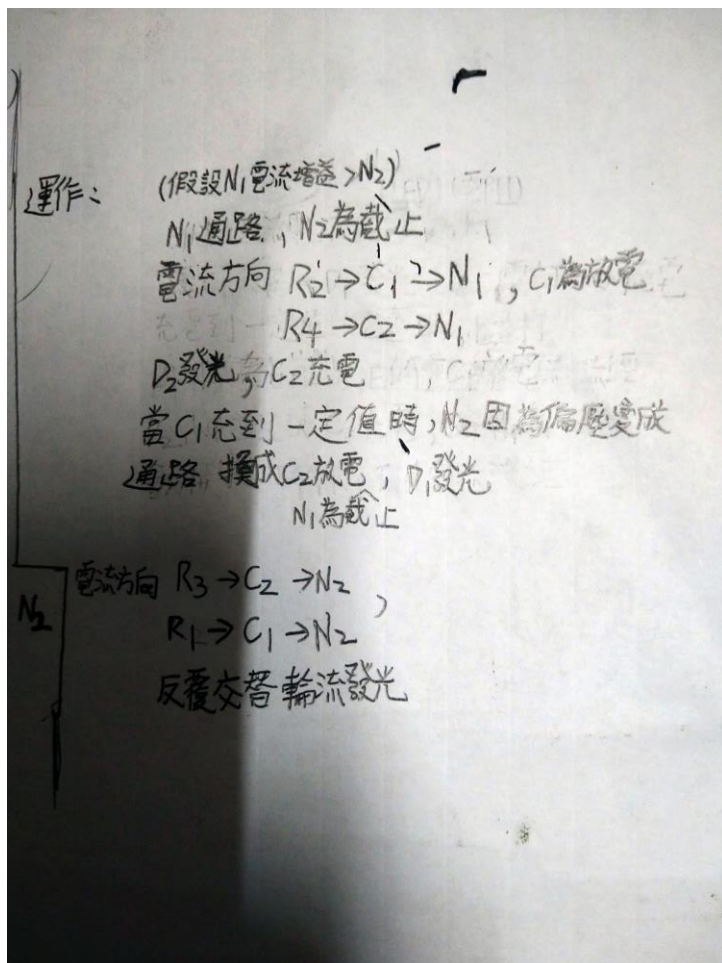 運作： (假設N1電流增益>N2)
N1通路，N2為截止
電流方向 R2→C1→N1，C1為放電
R4→C2→N1
D2發光，C2充電
當C1充到一定值時，N2因為偏壓變成
通路 換成C2放電，D1發光
N1為截止
電流方向 R3→C2→N2，
N2
R1→C1→N2
反覆交替輪流發光